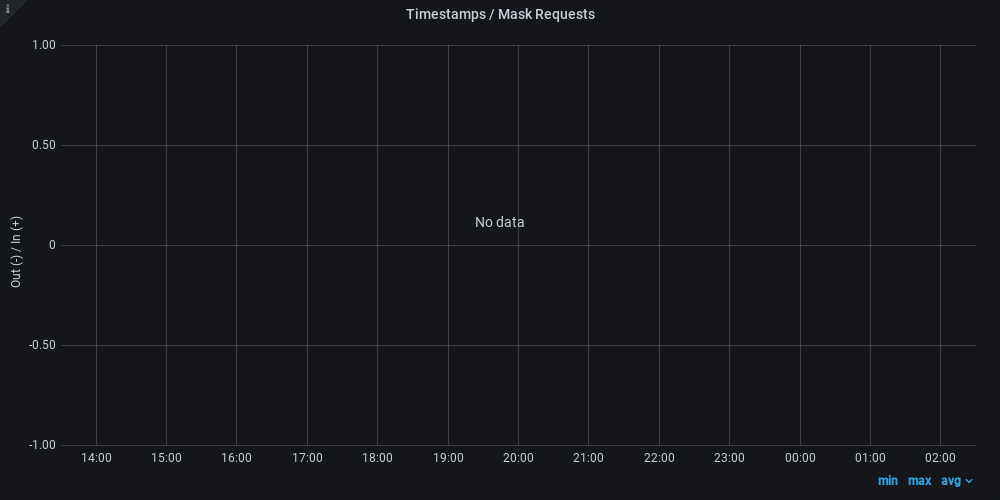 i
Timestamps / Mask Requests
1.00
0.50
0
-0.50
-1.00
Out (-) / In (+)
No data
14:00 15:00 16:00 17:00 18:00 19:00 20:00 21:00 22:00 23:00 00:00 01:00 02:00
min max avg